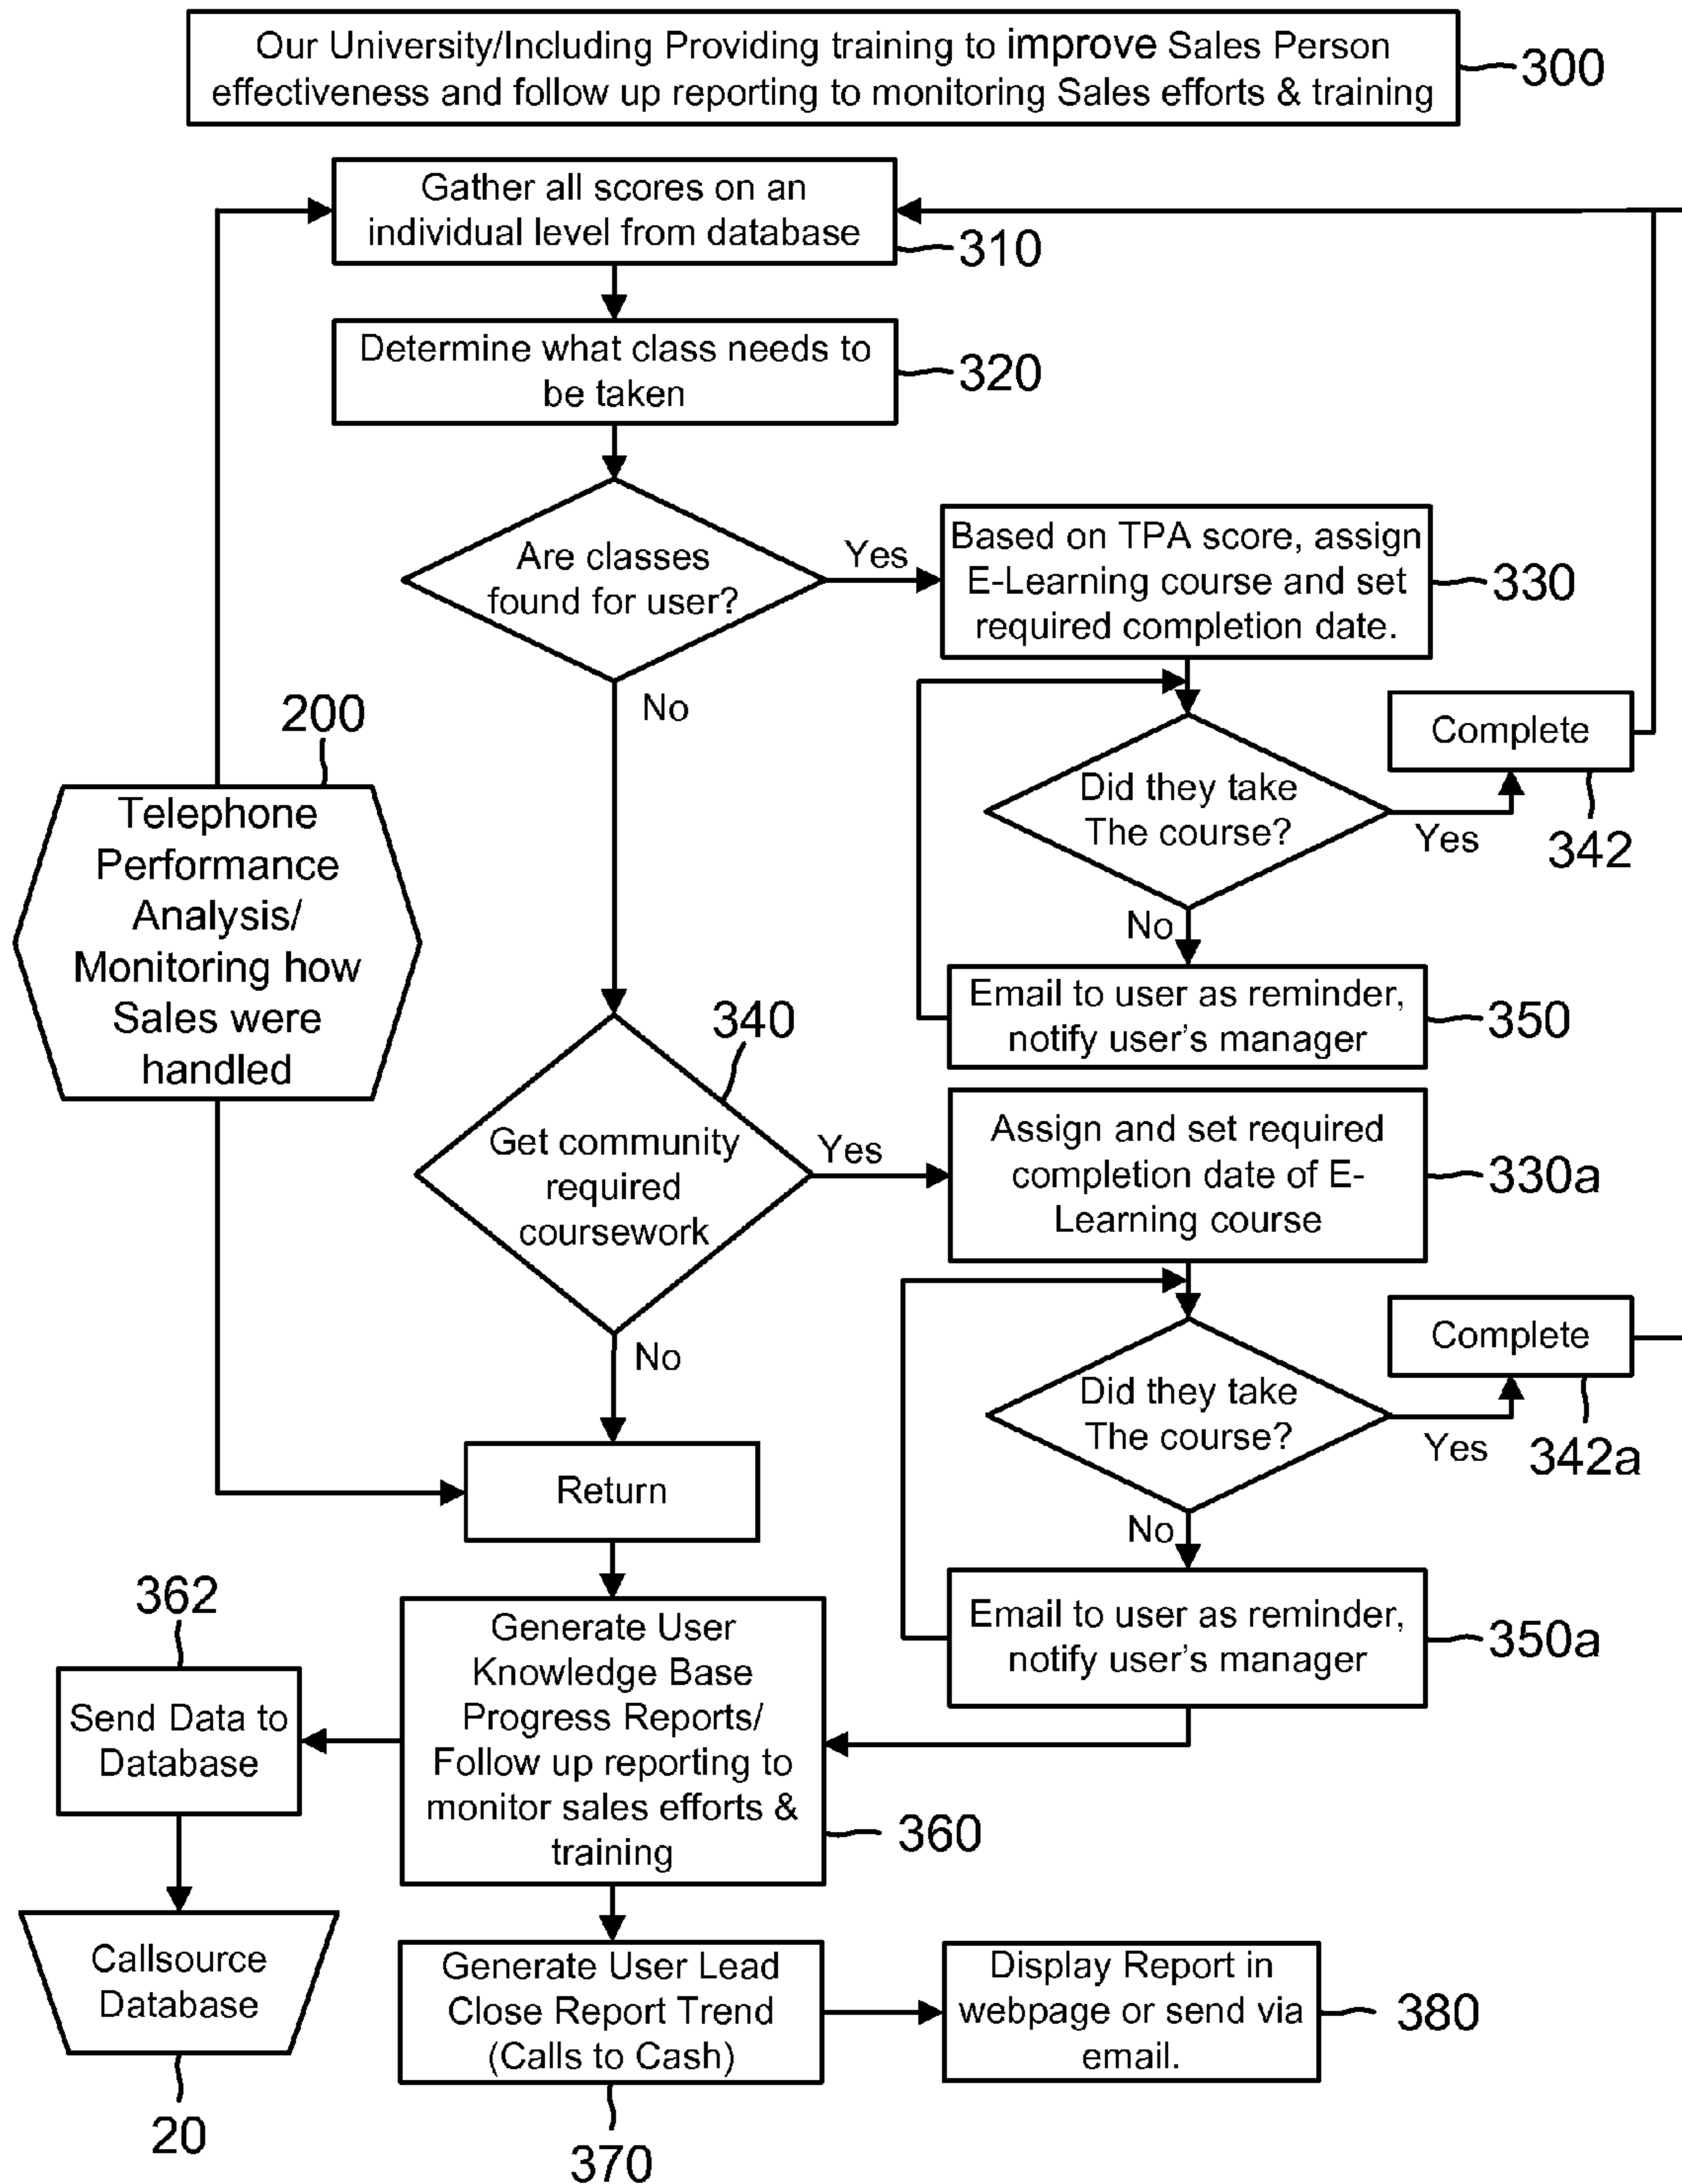 Our University/Including Providing training to improve Sales Person
effectiveness and follow up reporting to monitoring Sales efforts & training
300
Gather all scores on an
individual level from database
310
Determine what class needs to
be taken
320
Are classes
found for user?
Yes
No
Based on TPA score, assign
E-Learning course and set
required completion date.
330
200
Telephone
Performance
Analysis/
Monitoring how
Sales were
handled
Did they take
The course?
Yes
No
Complete
342
Email to user as reminder,
notify user's manager
350
340
Get community
required
coursework
Yes
No
Assign and set required
completion date of E-
Learning course
330a
Did they take
The course?
Yes
No
Complete
342a
Return
Email to user as reminder,
notify user's manager
350a
362
Send Data to
Database
Generate User
Knowledge Base
Progress Reports/
Follow up reporting to
monitor sales efforts &
training
360
Callsource
Database
20
Generate User Lead
Close Report Trend
(Calls to Cash)
370
Display Report in
webpage or send via
email.
380